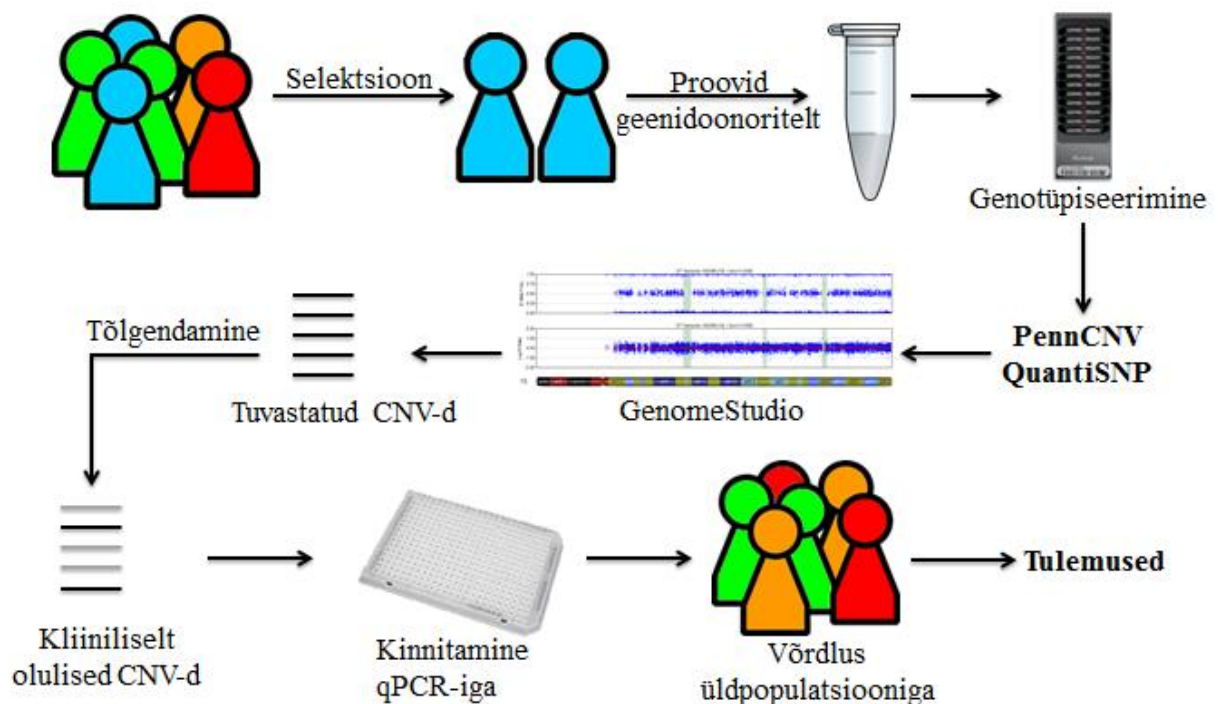 Selektsioon
Proovid
geenidoonoritelt
Genotüpiseerimine
PennCNV
QuantiSNP
GenomeStudio
Tuvastatud CNV-d
Tõlgendamine
Kliiniliselt
olulised CNV-d
Kinnitamine
qPCR-iga
Võrdlus
üldpopulatsiooniga
Tulemused